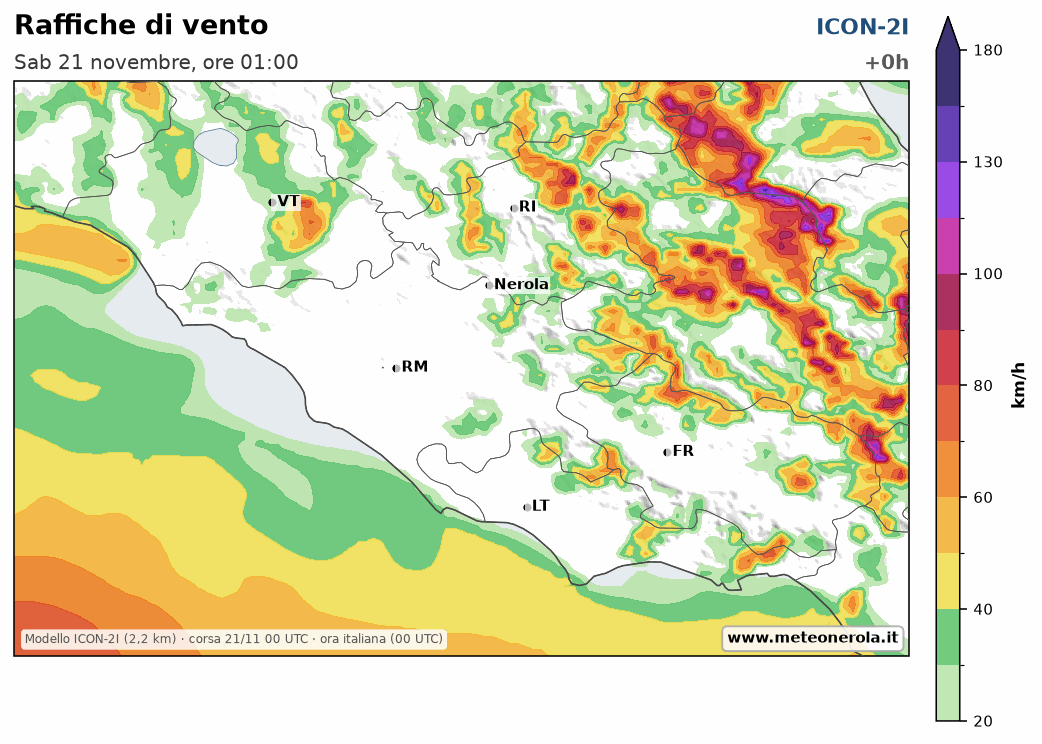 Raffiche di vento
ICON-2I
Sab 21 novembre, ore 01:00
+0h
VT
RI
Nerola
RM
FR
LT
Modello ICON-2I (2,2 km) · corsa 21/11 00 UTC · ora italiana (00 UTC)
www.meteonerola.it
180
130
100
80
60
40
20
km/h